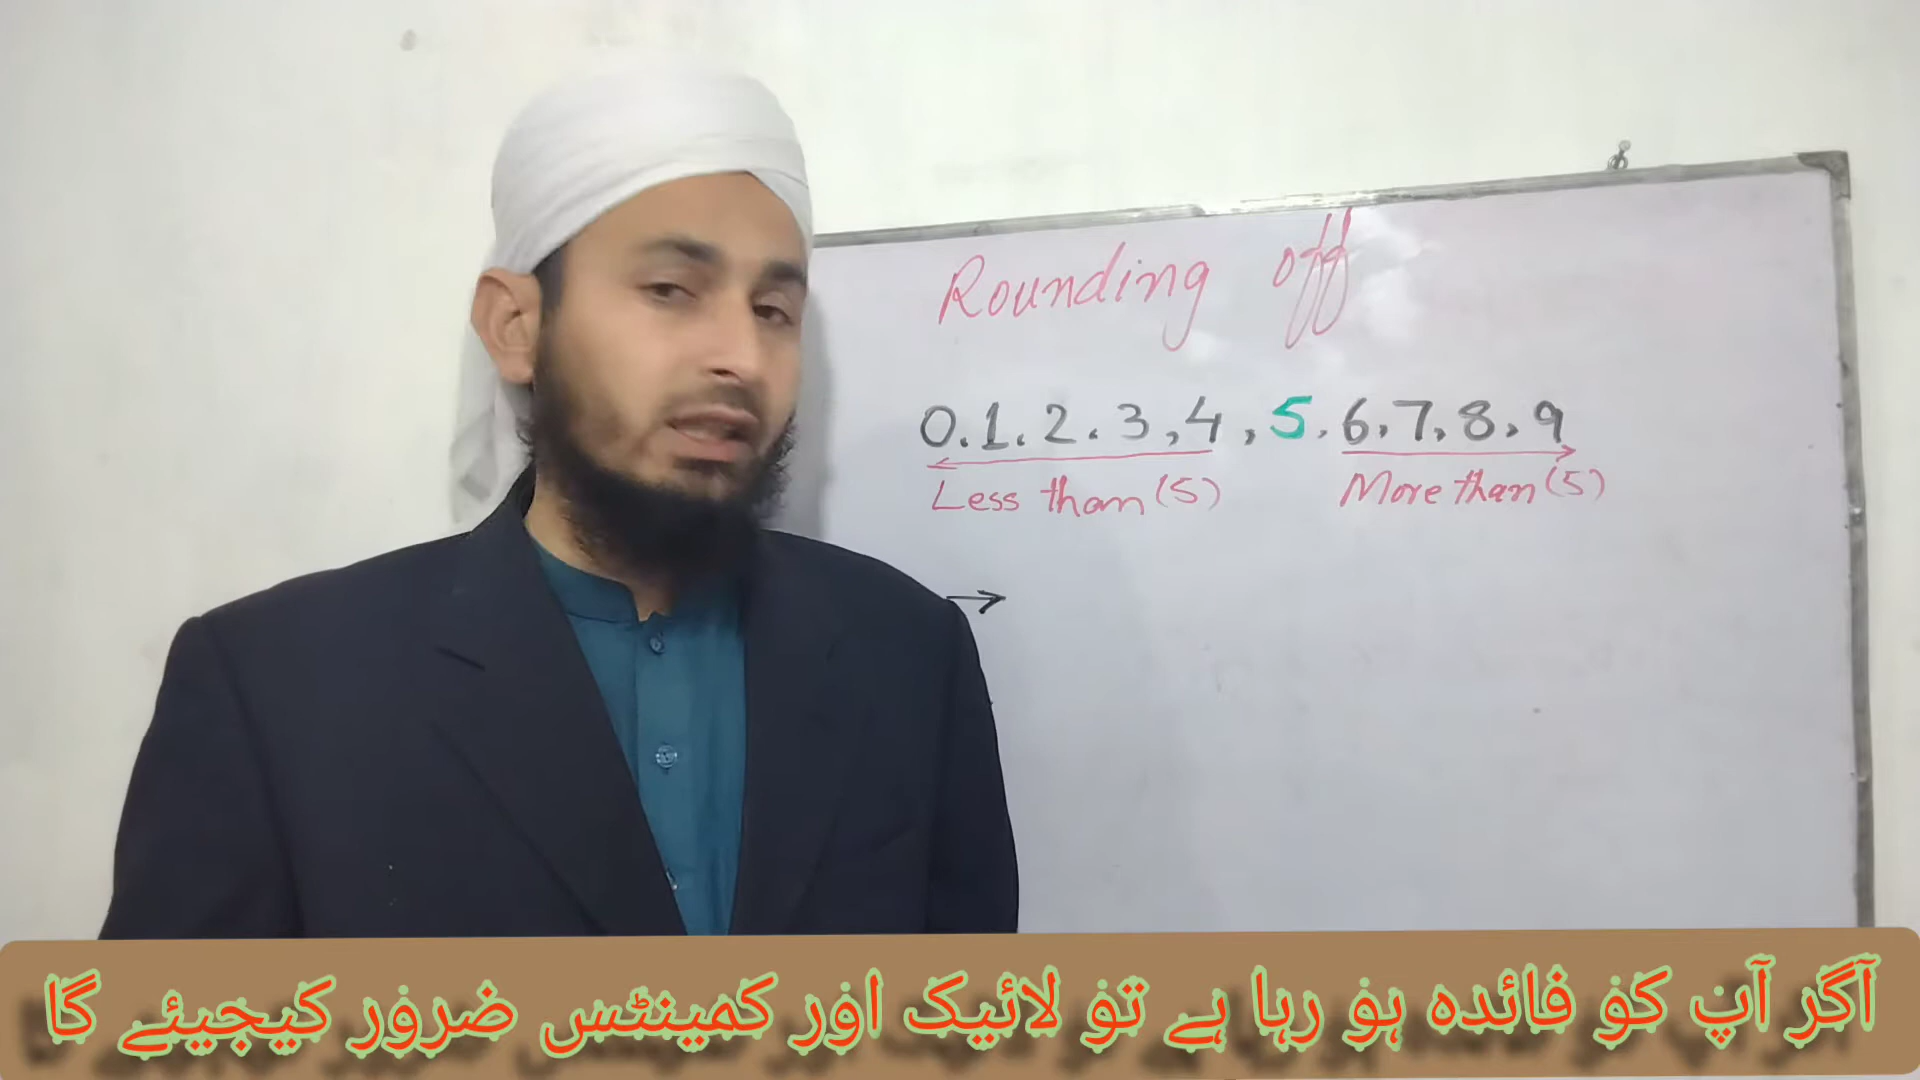 Rounding off
0.1.2.3,4,5.6,7,8,9
Less than (5) More than (5)
آگر آپ کو فائدہ ہو رہا ہے تو لائیک اور کمینٹس ضرور کیجیئے گا